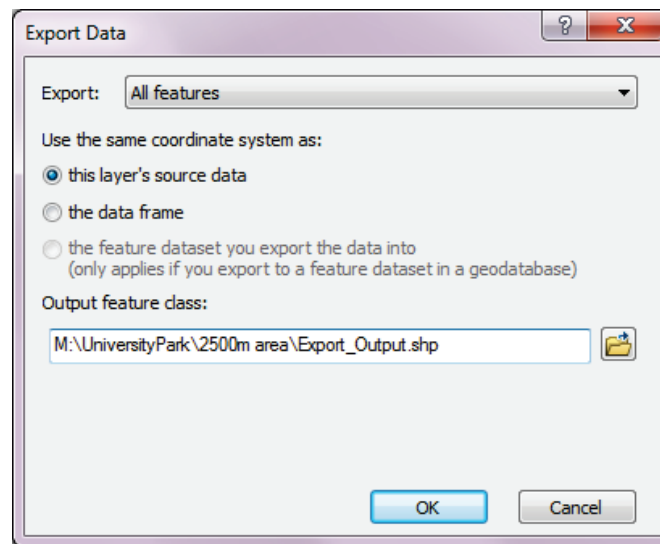 Export Data
?
X
Export: All features
Use the same coordinate system as:
this layer's source data
the data frame
the feature dataset you export the data into
(only applies if you export to a feature dataset in a geodatabase)
Output feature class:
M:\UniversityPark\2500m area\Export_Output.shp
OK
Cancel